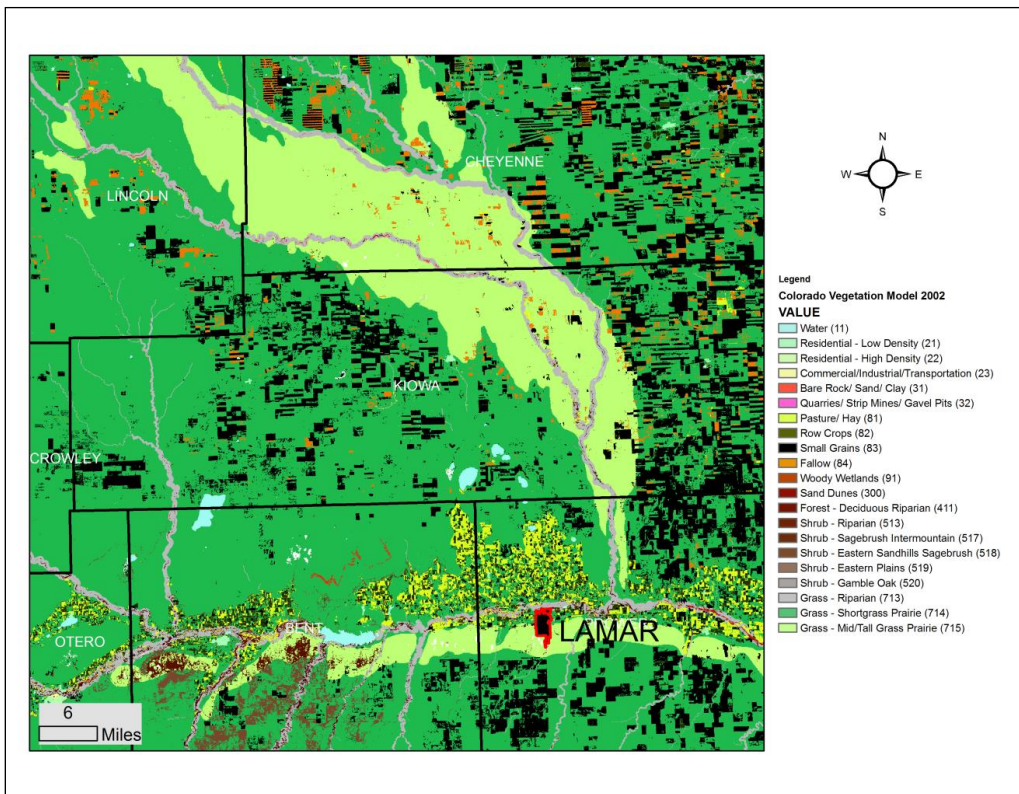 CHEYENNE
LINCOLN
KIOWA
CROWLEY
BENT
OTERO
LAMAR
6
Miles
N
W
E
S
Legend
Colorado Vegetation Model 2002
VALUE
Water (11)
Residential - Low Density (21)
Residential - High Density (22)
Commercial/Industrial/Transportation (23)
Bare Rock/ Sand/ Clay (31)
Quarries/ Strip Mines/ Gavel Pits (32)
Pasture/ Hay (81)
Row Crops (82)
Small Grains (83)
Fallow (84)
Woody Wetlands (91)
Sand Dunes (300)
Forest - Deciduous Riparian (411)
Shrub - Riparian (513)
Shrub - Sagebrush Intermountain (517)
Shrub - Eastern Sandhills Sagebrush (518)
Shrub - Eastern Plains (519)
Shrub - Gamble Oak (520)
Grass - Riparian (713)
Grass - Shortgrass Prairie (714)
Grass - Mid/Tall Grass Prairie (715)